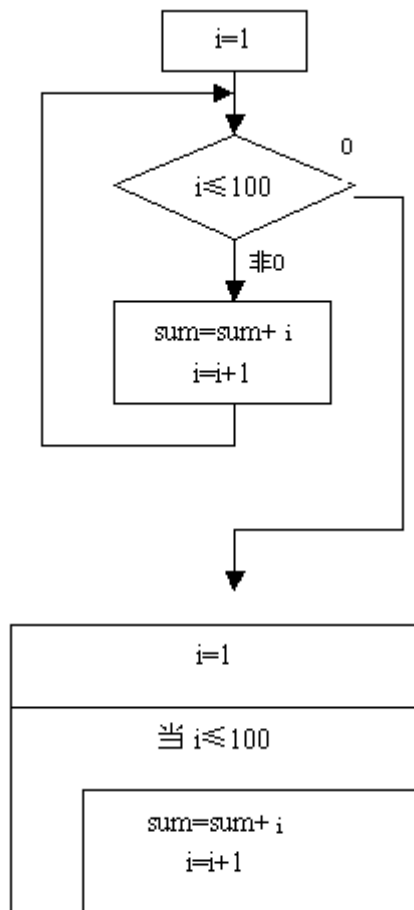 i=1
0
i≤100
非0
sum=sum+ i
i=i+1
i=1
当 i≤100
sum=sum+ i
i=i+1